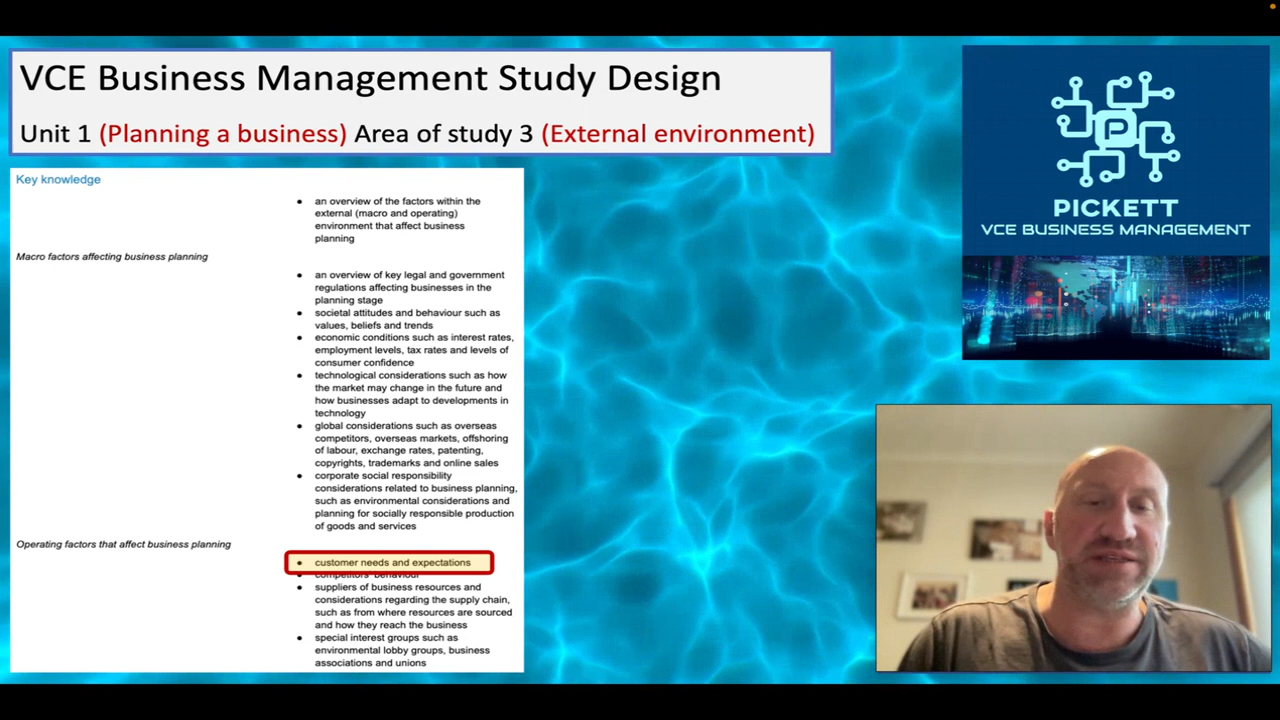 VCE Business Management Study Design
Unit 1 (Planning a business) Area of study 3 (External environment)
Key knowledge
• an overview of the factors within the
external (macro and operating)
environment that affect business
planning
Macro factors affecting business planning
• an overview of key legal and government
regulations affecting businesses in the
planning stage
• societal attitudes and behaviour such as
values, beliefs and trends
• economic conditions such as interest rates,
employment levels, tax rates and levels of
consumer confidence
• technological considerations such as how
the market may change in the future and
how businesses adapt to developments in
technology
• global considerations such as overseas
competitors, overseas markets, offshoring
of labour, exchange rates, patenting,
copyrights, trademarks and online sales
• corporate social responsibility
considerations related to business planning,
such as environmental considerations and
planning for socially responsible production
of goods and services
Operating factors that affect business planning
• customer needs and expectations
• competitors' behaviour
• suppliers of business resources and
considerations regarding the supply chain,
such as from where resources are sourced
and how they reach the business
• special interest groups such as
environmental lobby groups, business
associations and unions
P
PICKETT
VCE BUSINESS MANAGEMENT